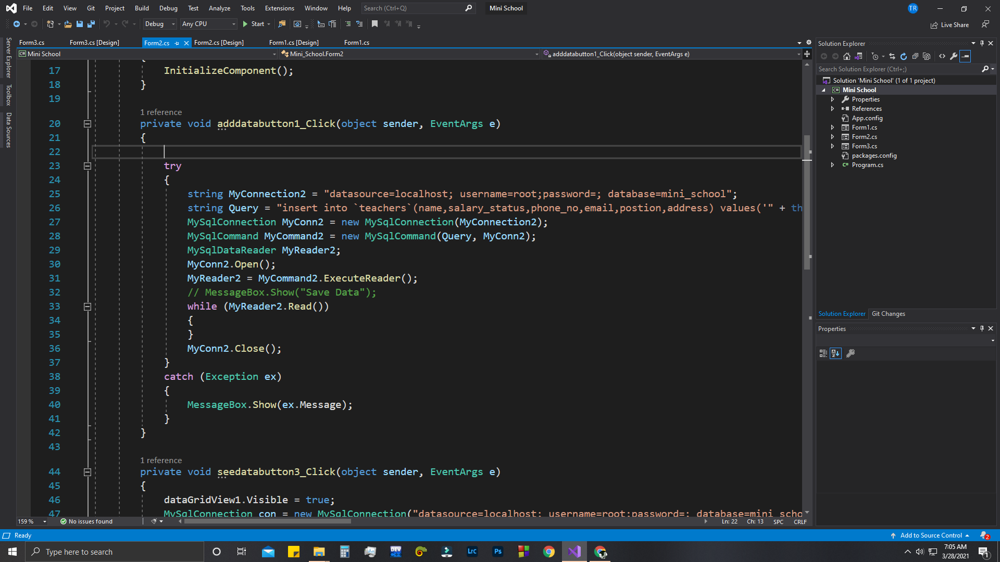 File Edit View Git Project Build Debug Test Analyze Tools Extensions Window Help Search (Ctrl+Q) Mini School TR
Debug Any CPU Start Live Share
Form3.cs Form3.cs [Design] Form2.cs Form2.cs [Design] Form1.cs [Design] Form1.cs
C# Mini School Mini_School.Form2 adddatabutton1_Click(object sender, EventArgs e)
Server Explorer
Toolbox
Data Sources
17 InitializeComponent();
18 }
19
1 reference
20 private void adddatabutton1_Click(object sender, EventArgs e)
21 {
22
23 try
24 {
25 string MyConnection2 = "datasource=localhost; username=root;password=; database=mini_school";
26 string Query = "insert into `teachers`(name,salary_status,phone_no,email,postion,address) values('" + th
27 MySqlConnection MyConn2 = new MySqlConnection(MyConnection2);
28 MySqlCommand MyCommand2 = new MySqlCommand(Query, MyConn2);
29 MySqlDataReader MyReader2;
30 MyConn2.Open();
31 MyReader2 = MyCommand2.ExecuteReader();
32 // MessageBox.Show("Save Data");
33 while (MyReader2.Read())
34 {
35 }
36 MyConn2.Close();
37 }
38 catch (Exception ex)
39 {
40 MessageBox.Show(ex.Message);
41 }
42 }
43
1 reference
44 private void seedatabutton3_Click(object sender, EventArgs e)
45 {
46 dataGridView1.Visible = true;
47 MySqlConnection con = new MySqlConnection("datasource=localhost; username=root;password=; database=mini_scho
159 % No issues found Ln: 22 Ch: 13 SPC CRLF
Solution Explorer
Search Solution Explorer (Ctrl+;)
Solution 'Mini School' (1 of 1 project)
C# Mini School
Properties
References
App.config
Form1.cs
Form2.cs
Form3.cs
packages.config
C# Program.cs
Solution Explorer Git Changes
Properties
Ready Add to Source Control 2
Type here to search DEV Lrc Ps 7:05 AM
3/28/2021 1